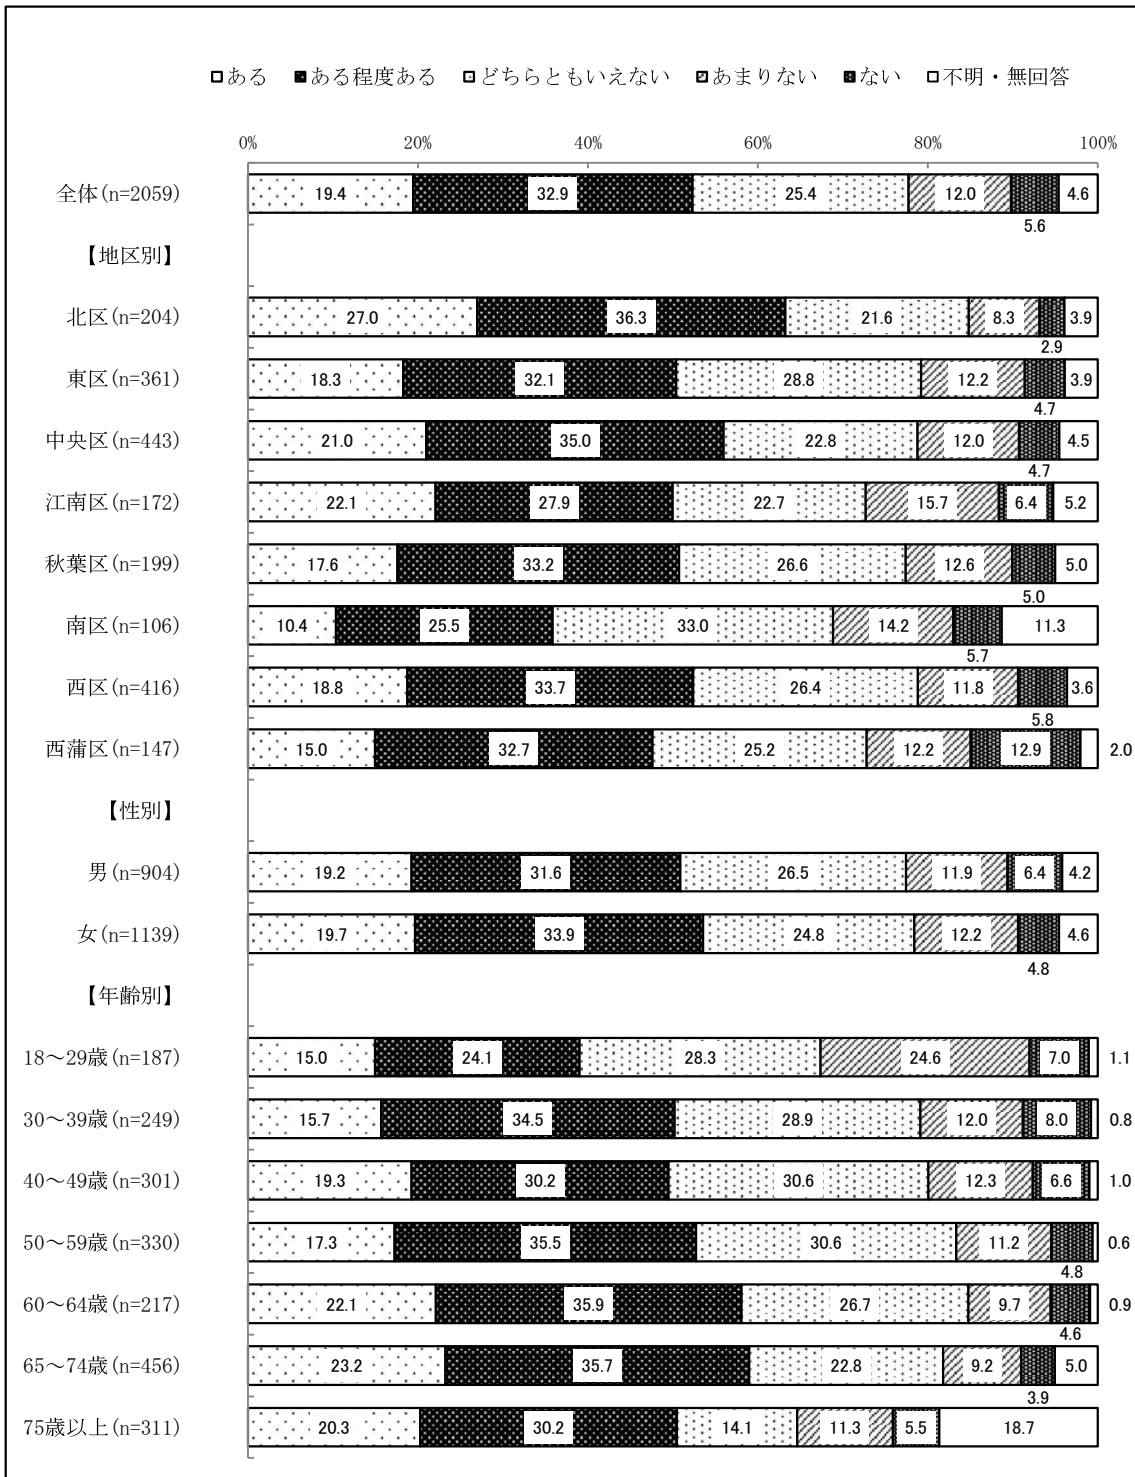 □ある ■ある程度ある □どちらともいえない ▨あまりない ■ない □不明・無回答
0% 20% 40% 60% 80% 100%
全体(n=2059) 19.4 32.9 25.4 12.0 4.6
5.6
【地区別】
北区(n=204) 27.0 36.3 21.6 8.3 3.9
2.9
東区(n=361) 18.3 32.1 28.8 12.2 3.9
4.7
中央区(n=443) 21.0 35.0 22.8 12.0 4.5
4.7
江南区(n=172) 22.1 27.9 22.7 15.7 6.4 5.2
秋葉区(n=199) 17.6 33.2 26.6 12.6 5.0
5.0
南区(n=106) 10.4 25.5 33.0 14.2 11.3
5.7
西区(n=416) 18.8 33.7 26.4 11.8 3.6
5.8
西蒲区(n=147) 15.0 32.7 25.2 12.2 12.9 2.0
【性別】
男(n=904) 19.2 31.6 26.5 11.9 6.4 4.2
女(n=1139) 19.7 33.9 24.8 12.2 4.6
4.8
【年齢別】
18～29歳(n=187) 15.0 24.1 28.3 24.6 7.0 1.1
30～39歳(n=249) 15.7 34.5 28.9 12.0 8.0 0.8
40～49歳(n=301) 19.3 30.2 30.6 12.3 6.6 1.0
50～59歳(n=330) 17.3 35.5 30.6 11.2 0.6
4.8
60～64歳(n=217) 22.1 35.9 26.7 9.7 0.9
4.6
65～74歳(n=456) 23.2 35.7 22.8 9.2 5.0
3.9
75歳以上(n=311) 20.3 30.2 14.1 11.3 5.5 18.7